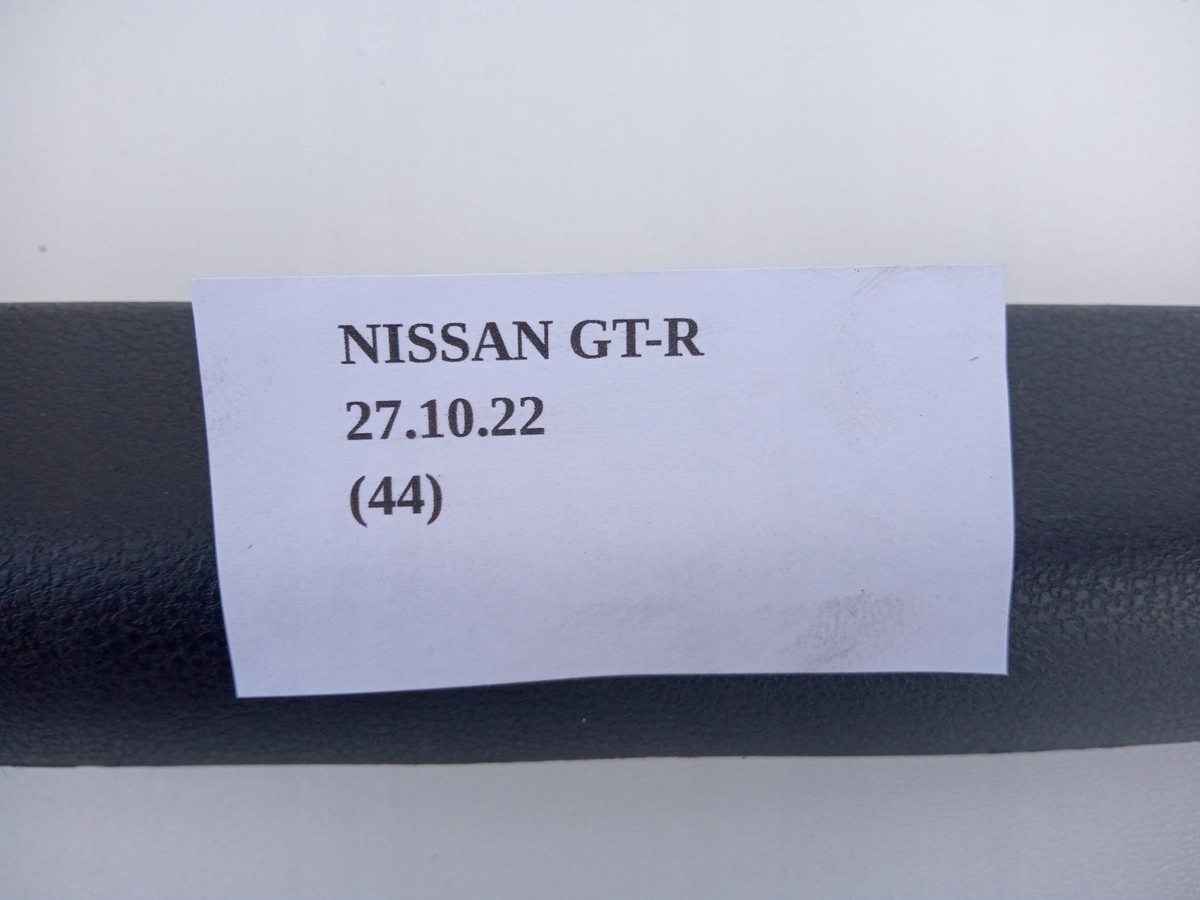 NISSAN GT-R
27.10.22
(44)